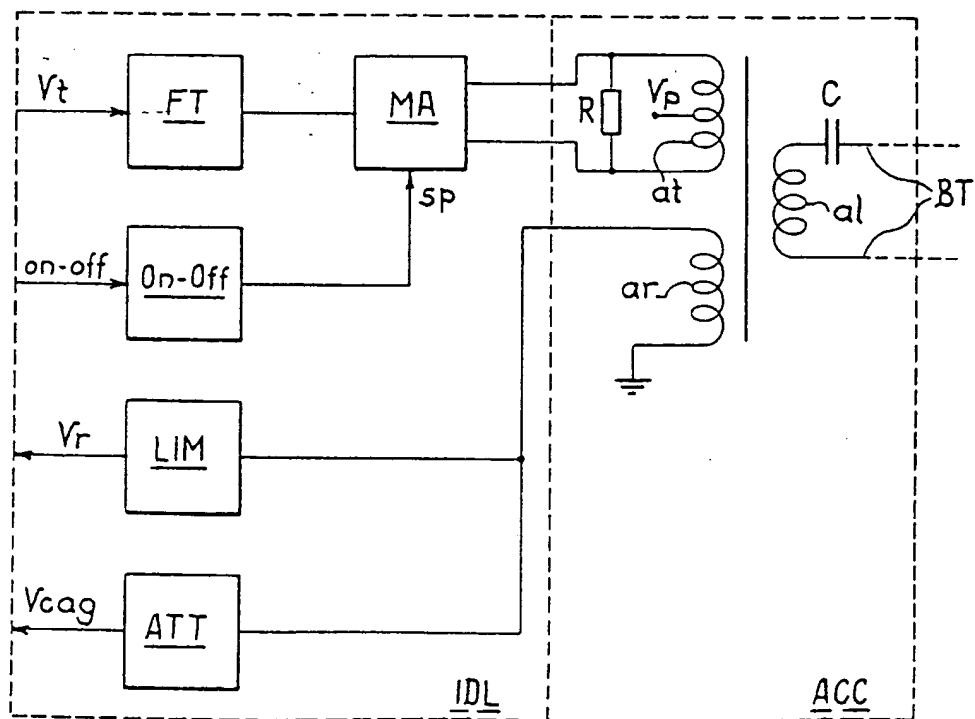 Vt
FT
MA
R
Vp
at
C
al
BT
sp
on-off
On-Off
ar
Vr
LIM
Vcag
ATT
IDL
ACC